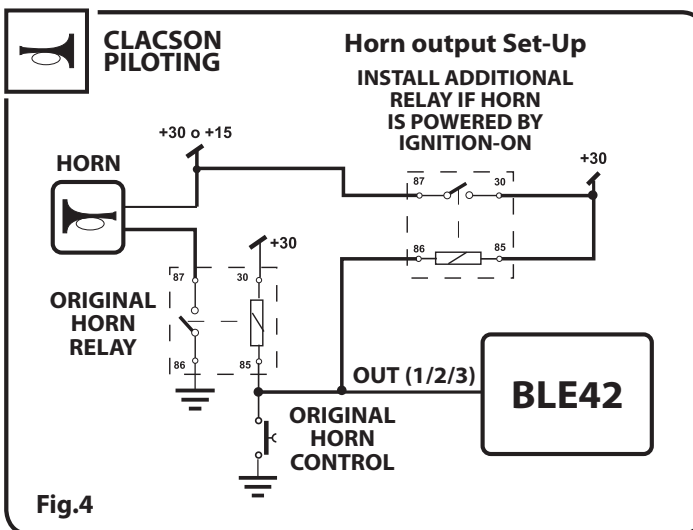 CLACSON
PILOTING
Horn output Set-Up
INSTALL ADDITIONAL
RELAY IF HORN
IS POWERED BY
IGNITION-ON
+30 o +15
HORN
87
30
+30
86
85
+30
87
30
ORIGINAL
HORN
RELAY
86
85
OUT (1/2/3)
BLE42
ORIGINAL
HORN
CONTROL
Fig.4